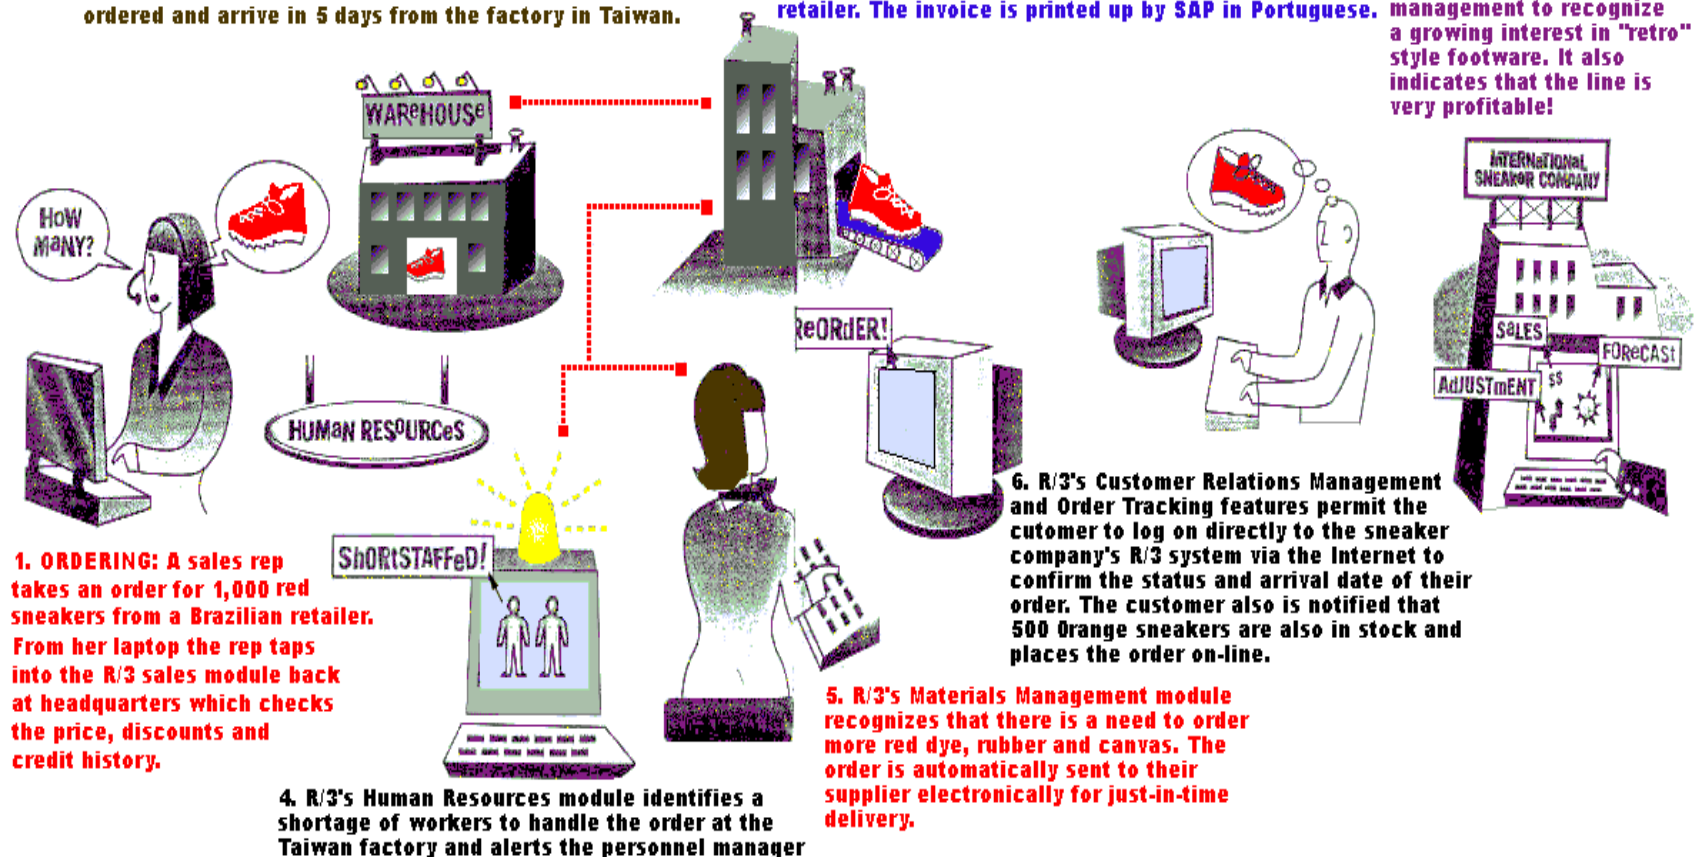 ordered and arrive in 5 days from the factory in Taiwan.
retailer. The invoice is printed up by SAP in Portuguese.
management to recognize
a growing interest in "retro"
style footware. It also
indicates that the line is
very profitable!
WAReHOUSe
HoW
MaNY?
HUMaN RESOURCeS
ReORdER!
INTERNeTIONaL
SNEAKeR COMPANY
SaLES
FOReCASt
AdJUSTmENT
$$
ShORtSTAFFeD!
1. ORDERING: A sales rep
takes an order for 1,000 red
sneakers from a Brazilian retailer.
From her laptop the rep taps
into the R/3 sales module back
at headquarters which checks
the price, discounts and
credit history.
4. R/3's Human Resources module identifies a
shortage of workers to handle the order at the
Taiwan factory and alerts the personnel manager
5. R/3's Materials Management module
recognizes that there is a need to order
more red dye, rubber and canvas. The
order is automatically sent to their
supplier electronically for just-in-time
delivery.
6. R/3's Customer Relations Management
and Order Tracking features permit the
cutomer to log on directly to the sneaker
company's R/3 system via the Internet to
confirm the status and arrival date of their
order. The customer also is notified that
500 Orange sneakers are also in stock and
places the order on-line.